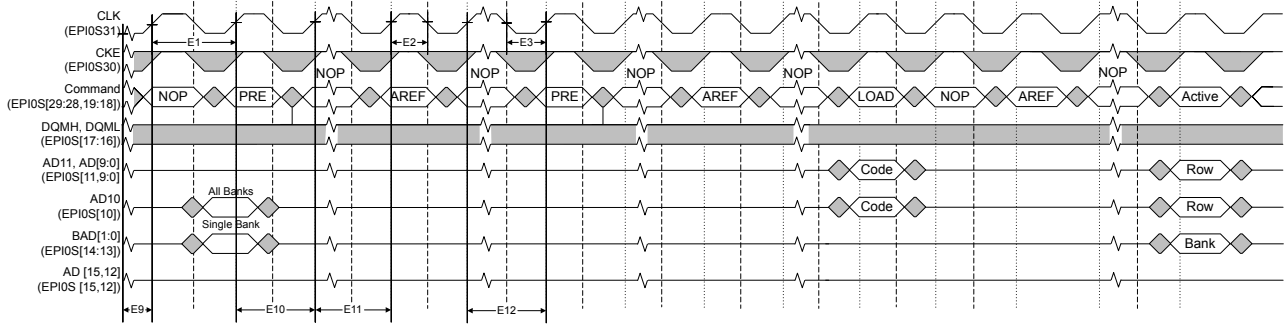 CLK
(EPI0S31)
E1
E2
E3
CKE
(EPI0S30)
NOP
NOP
NOP
NOP
NOP
Command
(EPI0S[29:28,19:18])
NOP
PRE
AREF
PRE
AREF
LOAD
NOP
AREF
Active
DQMH, DQML
(EPI0S[17:16])
AD11, AD[9:0]
(EPI0S[11,9:0]
Code
Row
All Banks
AD10
(EPI0S[10])
Code
Row
Single Bank
BAD[1:0]
(EPI0S[14:13])
Bank
AD [15,12]
(EPI0S [15,12])
E9
E10
E11
E12